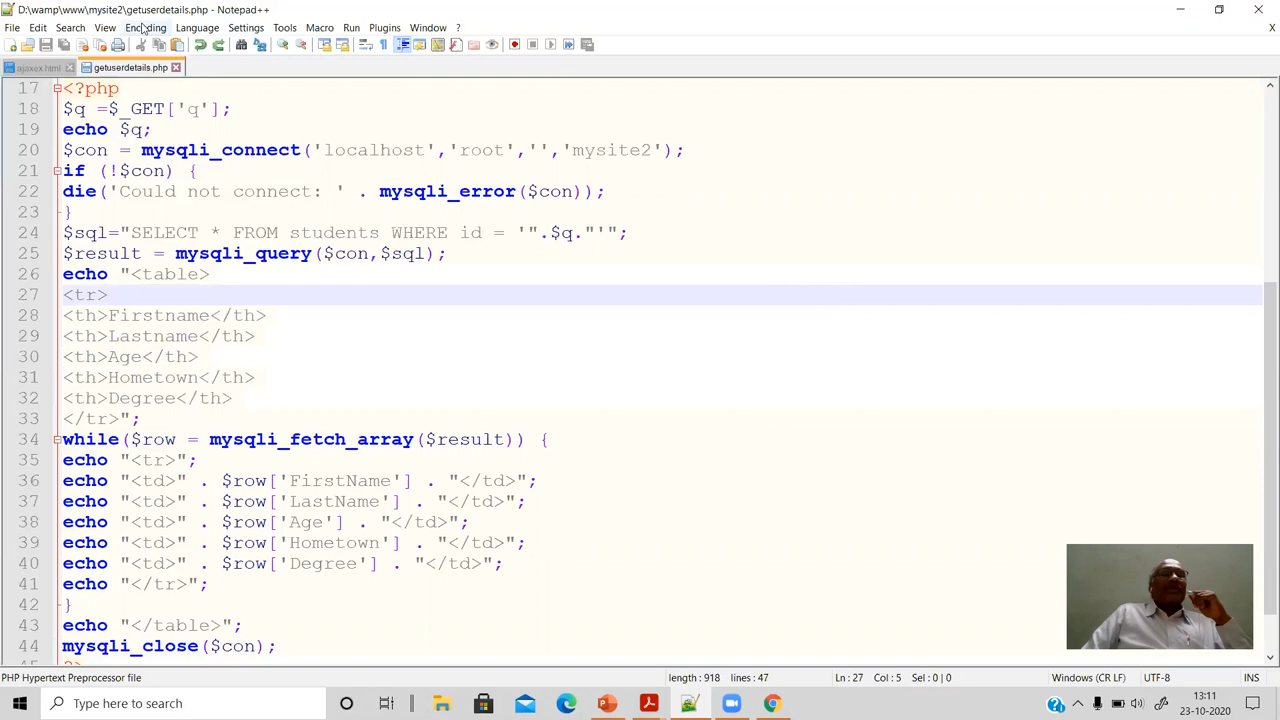 D:\wamp\www\mysite2\getuserdetails.php - Notepad++
File Edit Search View Encoding Language Settings Tools Macro Run Plugins Window ? X
ajaxex.html getuserdetails.php
17 <?php
18 $q =$_GET['q'];
19 echo $q;
20 $con = mysqli_connect('localhost','root','','mysite2');
21 if (!$con) {
22 die('Could not connect: ' . mysqli_error($con));
23 }
24 $sql="SELECT * FROM students WHERE id = '".$q."'";
25 $result = mysqli_query($con,$sql);
26 echo "<table>
27 <tr>
28 <th>Firstname</th>
29 <th>Lastname</th>
30 <th>Age</th>
31 <th>Hometown</th>
32 <th>Degree</th>
33 </tr>";
34 while($row = mysqli_fetch_array($result)) {
35 echo "<tr>";
36 echo "<td>" . $row['FirstName'] . "</td>";
37 echo "<td>" . $row['LastName'] . "</td>";
38 echo "<td>" . $row['Age'] . "</td>";
39 echo "<td>" . $row['Hometown'] . "</td>";
40 echo "<td>" . $row['Degree'] . "</td>";
41 echo "</tr>";
42 }
43 echo "</table>";
44 mysqli_close($con);
45 ?>
PHP Hypertext Preprocessor file length : 918 lines : 47 Ln : 27 Col : 5 Sel : 0 | 0 Windows (CR LF) UTF-8 INS
Type here to search 13:11
23-10-2020